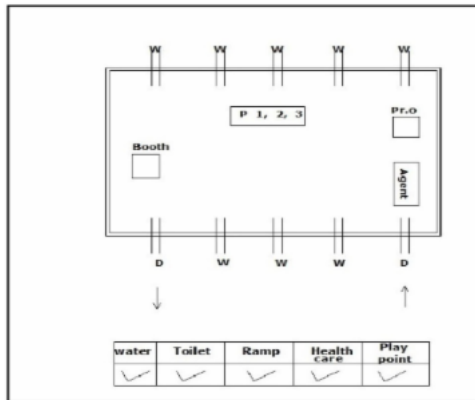 W W W W W
P 1, 2, 3
Pr.o
Booth
Agent
D W W W D
water Toilet Ramp Health care Play point